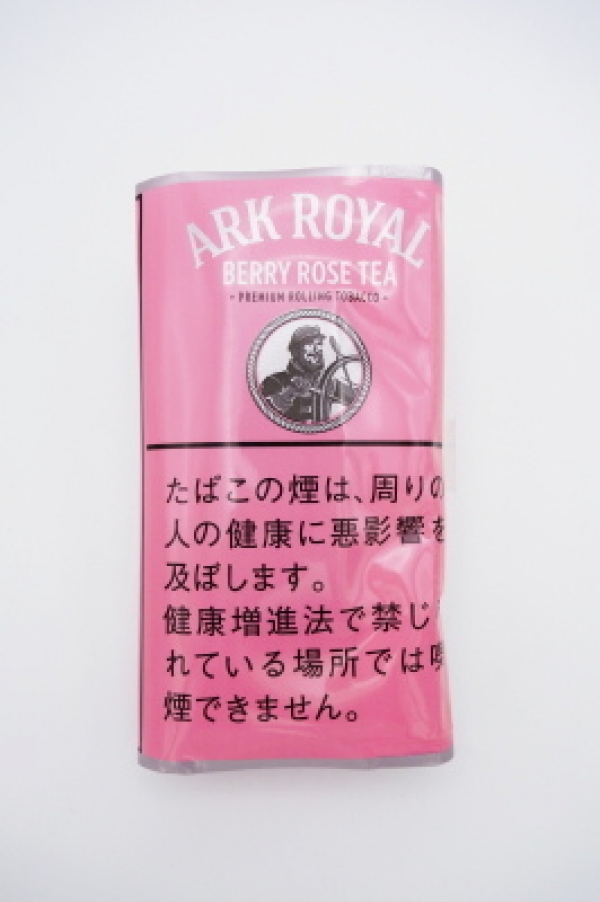 ARK ROYAL
BERRY ROSE TEA
- PREMIUM ROLLING TOBACCO -
たばこの煙は、周りの
人の健康に悪影響を
及ぼします。
健康増進法で禁じ
れている場所では喫
煙できません。